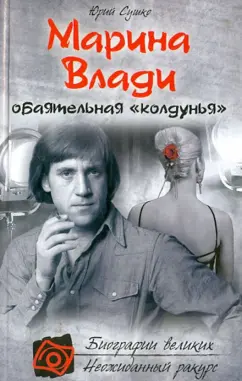 Юрий Сушко
Марина
Влади
обаятельная «колдунья»
Биографии великих
Неожиданный ракурс